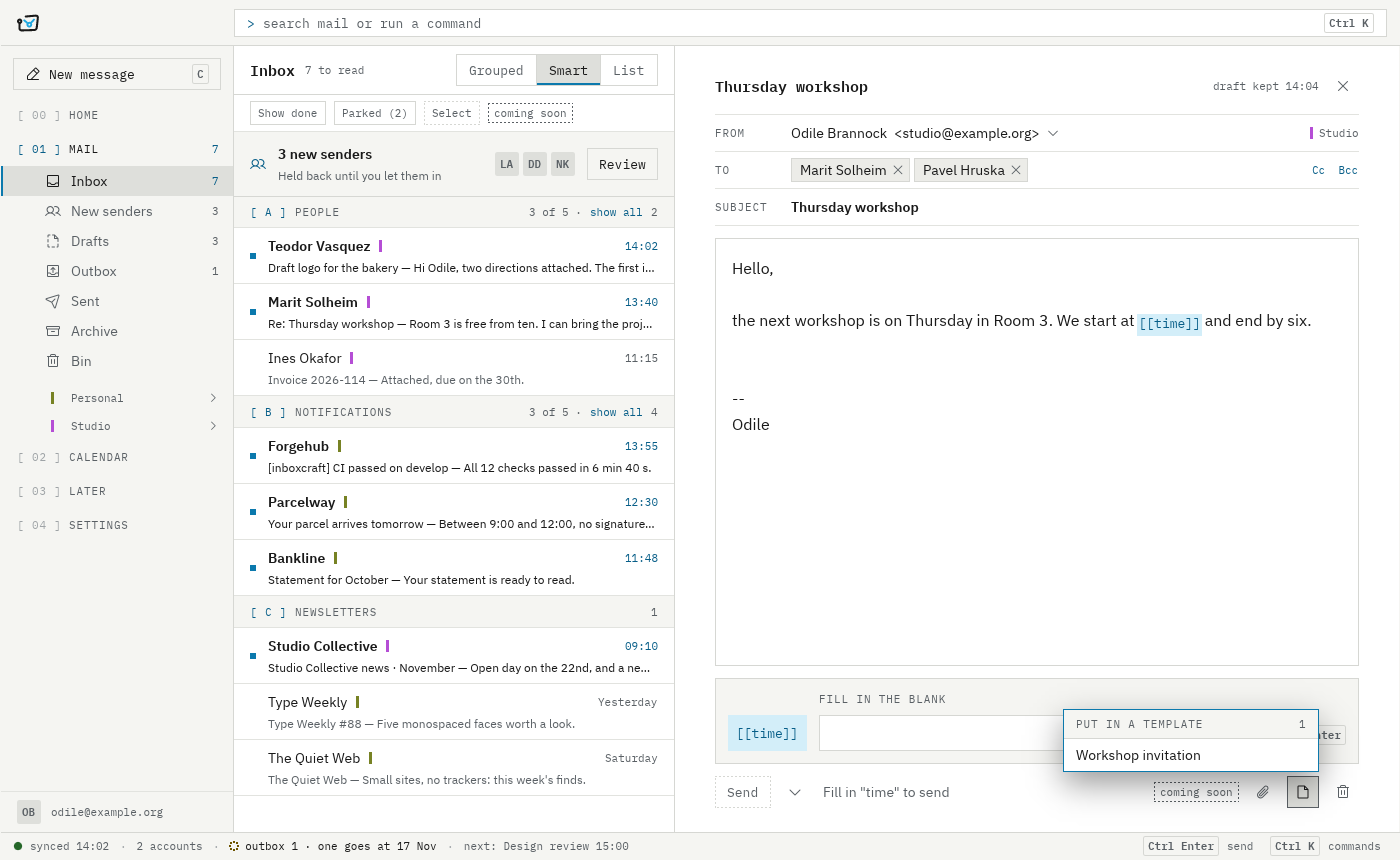 > search mail or run a command
Ctrl K
New message C
[ 00 ] HOME
[ 01 ] MAIL 7
Inbox 7
New senders 3
Drafts 3
Outbox 1
Sent
Archive
Bin
Personal
Studio
[ 02 ] CALENDAR
[ 03 ] LATER
[ 04 ] SETTINGS
OB odile@example.org
Inbox 7 to read
Grouped Smart List
Show done Parked (2) Select coming soon
3 new senders
Held back until you let them in
LA DD NK Review
[ A ] PEOPLE 3 of 5 · show all 2
Teodor Vasquez 14:02
Draft logo for the bakery — Hi Odile, two directions attached. The first i…
Marit Solheim 13:40
Re: Thursday workshop — Room 3 is free from ten. I can bring the proj…
Ines Okafor 11:15
Invoice 2026-114 — Attached, due on the 30th.
[ B ] NOTIFICATIONS 3 of 5 · show all 4
Forgehub 13:55
[inboxcraft] CI passed on develop — All 12 checks passed in 6 min 40 s.
Parcelway 12:30
Your parcel arrives tomorrow — Between 9:00 and 12:00, no signature…
Bankline 11:48
Statement for October — Your statement is ready to read.
[ C ] NEWSLETTERS 1
Studio Collective 09:10
Studio Collective news · November — Open day on the 22nd, and a ne…
Type Weekly Yesterday
Type Weekly #88 — Five monospaced faces worth a look.
The Quiet Web Saturday
The Quiet Web — Small sites, no trackers: this week's finds.
Thursday workshop draft kept 14:04
FROM Odile Brannock <studio@example.org> Studio
TO Marit Solheim Pavel Hruska Cc Bcc
SUBJECT Thursday workshop
Hello,
the next workshop is on Thursday in Room 3. We start at [[time]] and end by six.
--
Odile
FILL IN THE BLANK
[[time]]
PUT IN A TEMPLATE 1
Workshop invitation
Send Fill in "time" to send coming soon
synced 14:02 · 2 accounts · outbox 1 · one goes at 17 Nov · next: Design review 15:00
Ctrl Enter send Ctrl K commands